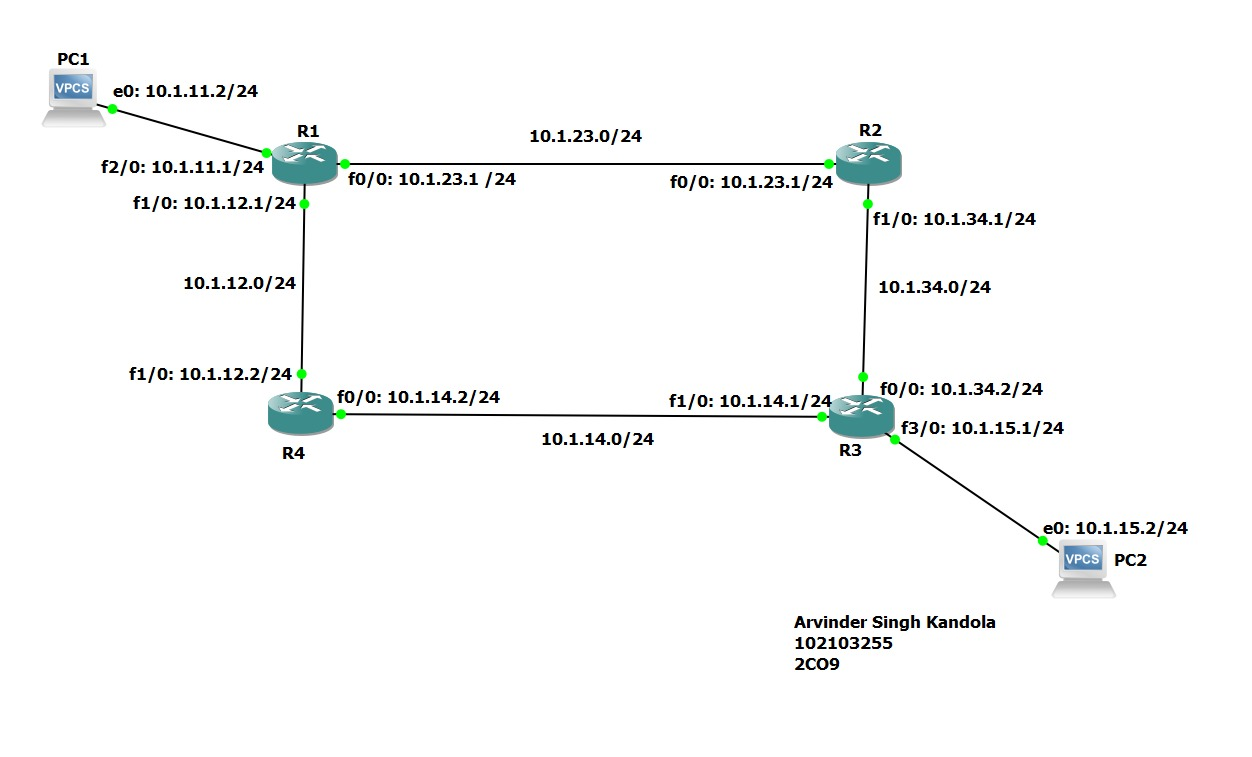 PC1
VPCS
e0: 10.1.11.2/24
R1
10.1.23.0/24
R2
f2/0: 10.1.11.1/24
f0/0: 10.1.23.1 /24
f0/0: 10.1.23.1/24
f1/0: 10.1.12.1/24
f1/0: 10.1.34.1/24
10.1.12.0/24
10.1.34.0/24
f1/0: 10.1.12.2/24
f0/0: 10.1.34.2/24
f0/0: 10.1.14.2/24
f1/0: 10.1.14.1/24
f3/0: 10.1.15.1/24
10.1.14.0/24
R4
R3
e0: 10.1.15.2/24
VPCS
PC2
Arvinder Singh Kandola
102103255
2CO9